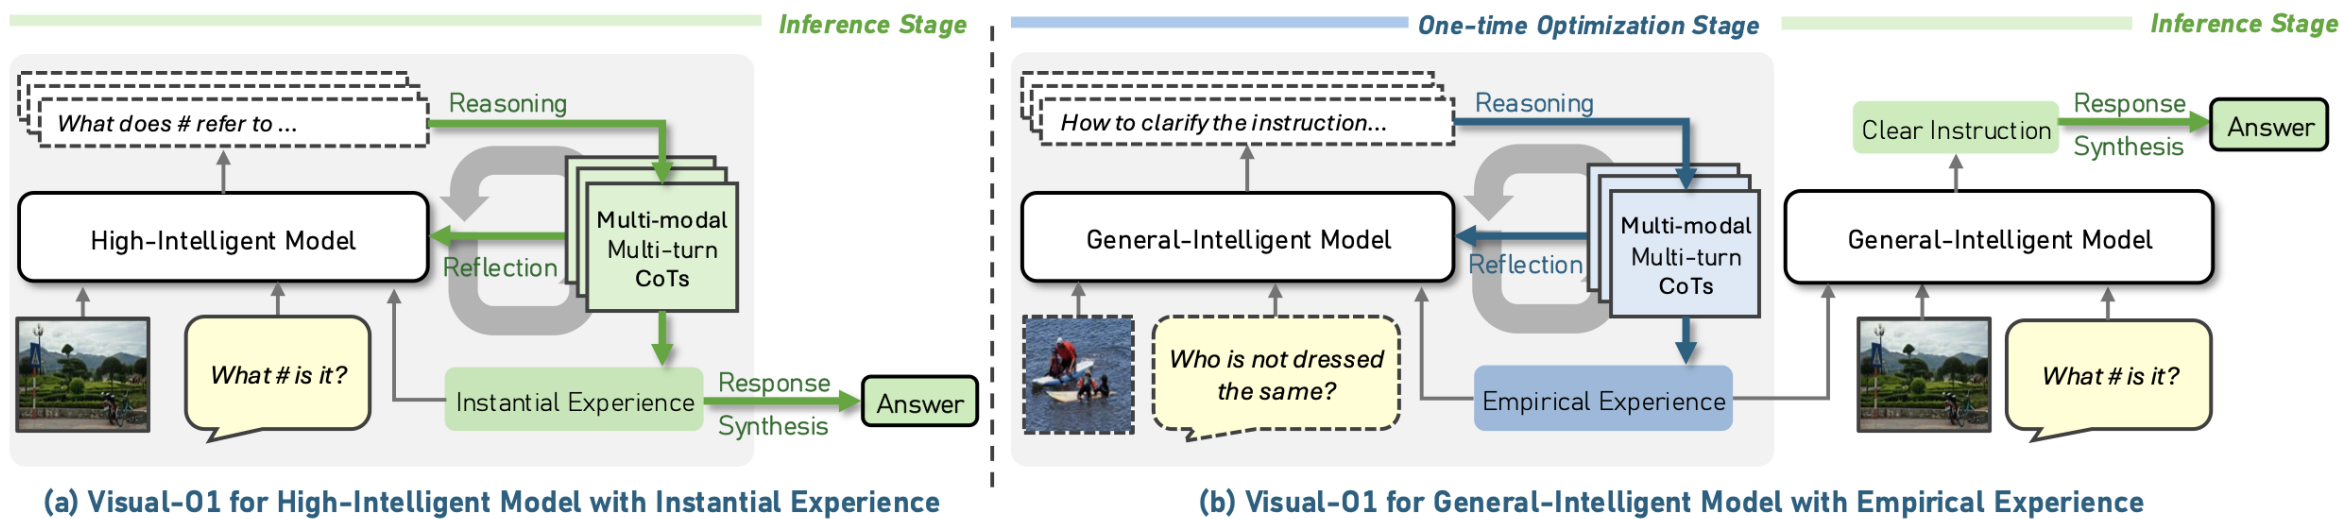 Inference Stage
What does # refer to ...
Reasoning
High-Intelligent Model
Reflection
Multi-modal
Multi-turn
CoTs
What # is it?
Instantial Experience
Response
Synthesis
Answer
(a) Visual-O1 for High-Intelligent Model with Instantial Experience
One-time Optimization Stage
Inference Stage
How to clarify the instruction...
Reasoning
General-Intelligent Model
Reflection
Multi-modal
Multi-turn
CoTs
Who is not dressed
the same?
Empirical Experience
Clear Instruction
Response
Synthesis
Answer
General-Intelligent Model
What # is it?
(b) Visual-O1 for General-Intelligent Model with Empirical Experience